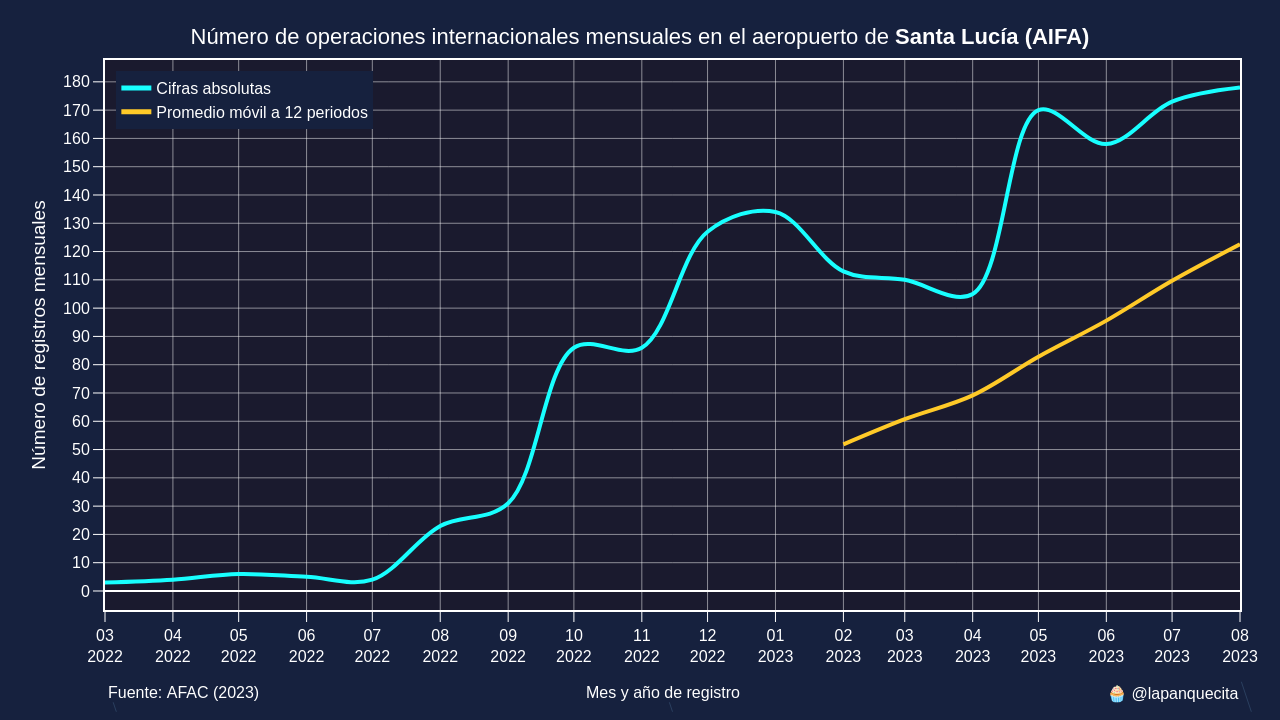 Número de operaciones internacionales mensuales en el aeropuerto de Santa Lucía (AIFA)
Cifras absolutas
Promedio móvil a 12 periodos
Número de registros mensuales
180
170
160
150
140
130
120
110
100
90
80
70
60
50
40
30
20
10
0
03 04 05 06 07 08 09 10 11 12 01 02 03 04 05 06 07 08
2022 2022 2022 2022 2022 2022 2022 2022 2022 2022 2023 2023 2023 2023 2023 2023 2023 2023
Fuente: AFAC (2023)
Mes y año de registro
🧁 @lapanquecita